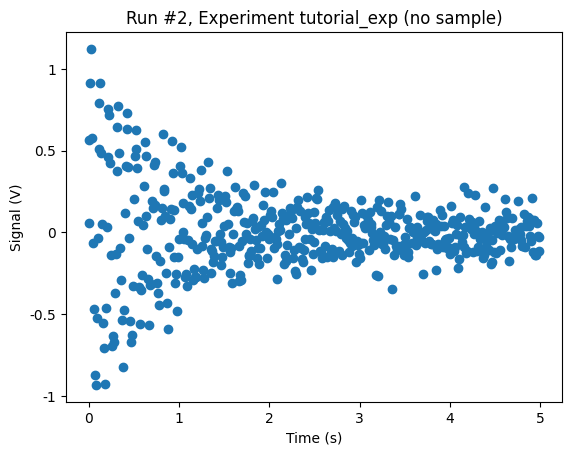 Run #2, Experiment tutorial_exp (no sample)
Signal (V)
1
0.5
0
-0.5
-1
0 1 2 3 4 5
Time (s)